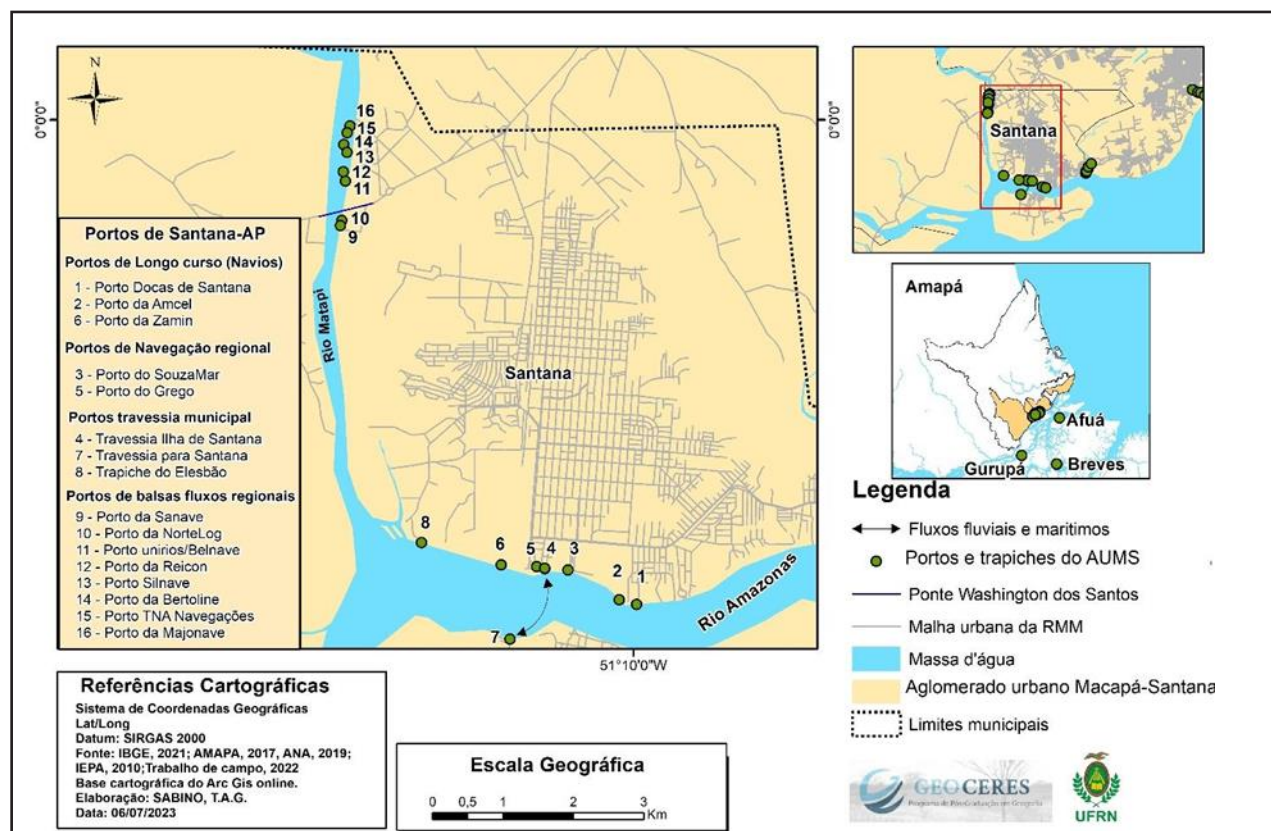 N
0°0'0"
0°0'0"
16
15
14
13
12
11
10
9
Rio Matapi
Santana
8
6
5
4
3
2
1
7
Rio Amazonas
51°10'0"W
Portos de Santana-AP
Portos de Longo curso (Navios)
1 - Porto Docas de Santana
2 - Porto da Amcel
6 - Porto da Zamin
Portos de Navegação regional
3 - Porto do SouzaMar
5 - Porto do Grego
Portos travessia municipal
4 - Travessia Ilha de Santana
7 - Travessia para Santana
8 - Trapiche do Elesbão
Portos de balsas fluxos regionais
9 - Porto da Sanave
10 - Porto da NorteLog
11 - Porto unirios/Belnave
12 - Porto da Reicon
13 - Porto Silnave
14 - Porto da Bertoline
15 - Porto TNA Navegações
16 - Porto da Majonave
Santana
Amapá
Afuá
Gurupá
Breves
Legenda
Fluxos fluviais e maritimos
Portos e trapiches do AUMS
Ponte Washington dos Santos
Malha urbana da RMM
Massa d'água
Aglomerado urbano Macapá-Santana
Limites municipais
Referências Cartográficas
Sistema de Coordenadas Geográficas
Lat/Long
Datum: SIRGAS 2000
Fonte: IBGE, 2021; AMAPA, 2017, ANA, 2019;
IEPA, 2010;Trabalho de campo, 2022
Base cartográfica do Arc Gis online.
Elaboração: SABINO, T.A.G.
Data: 06/07/2023
Escala Geográfica
0 0,5 1 2 3
Km
GEOCERES
Programa de Pós-Graduação em Geografia
UFRN